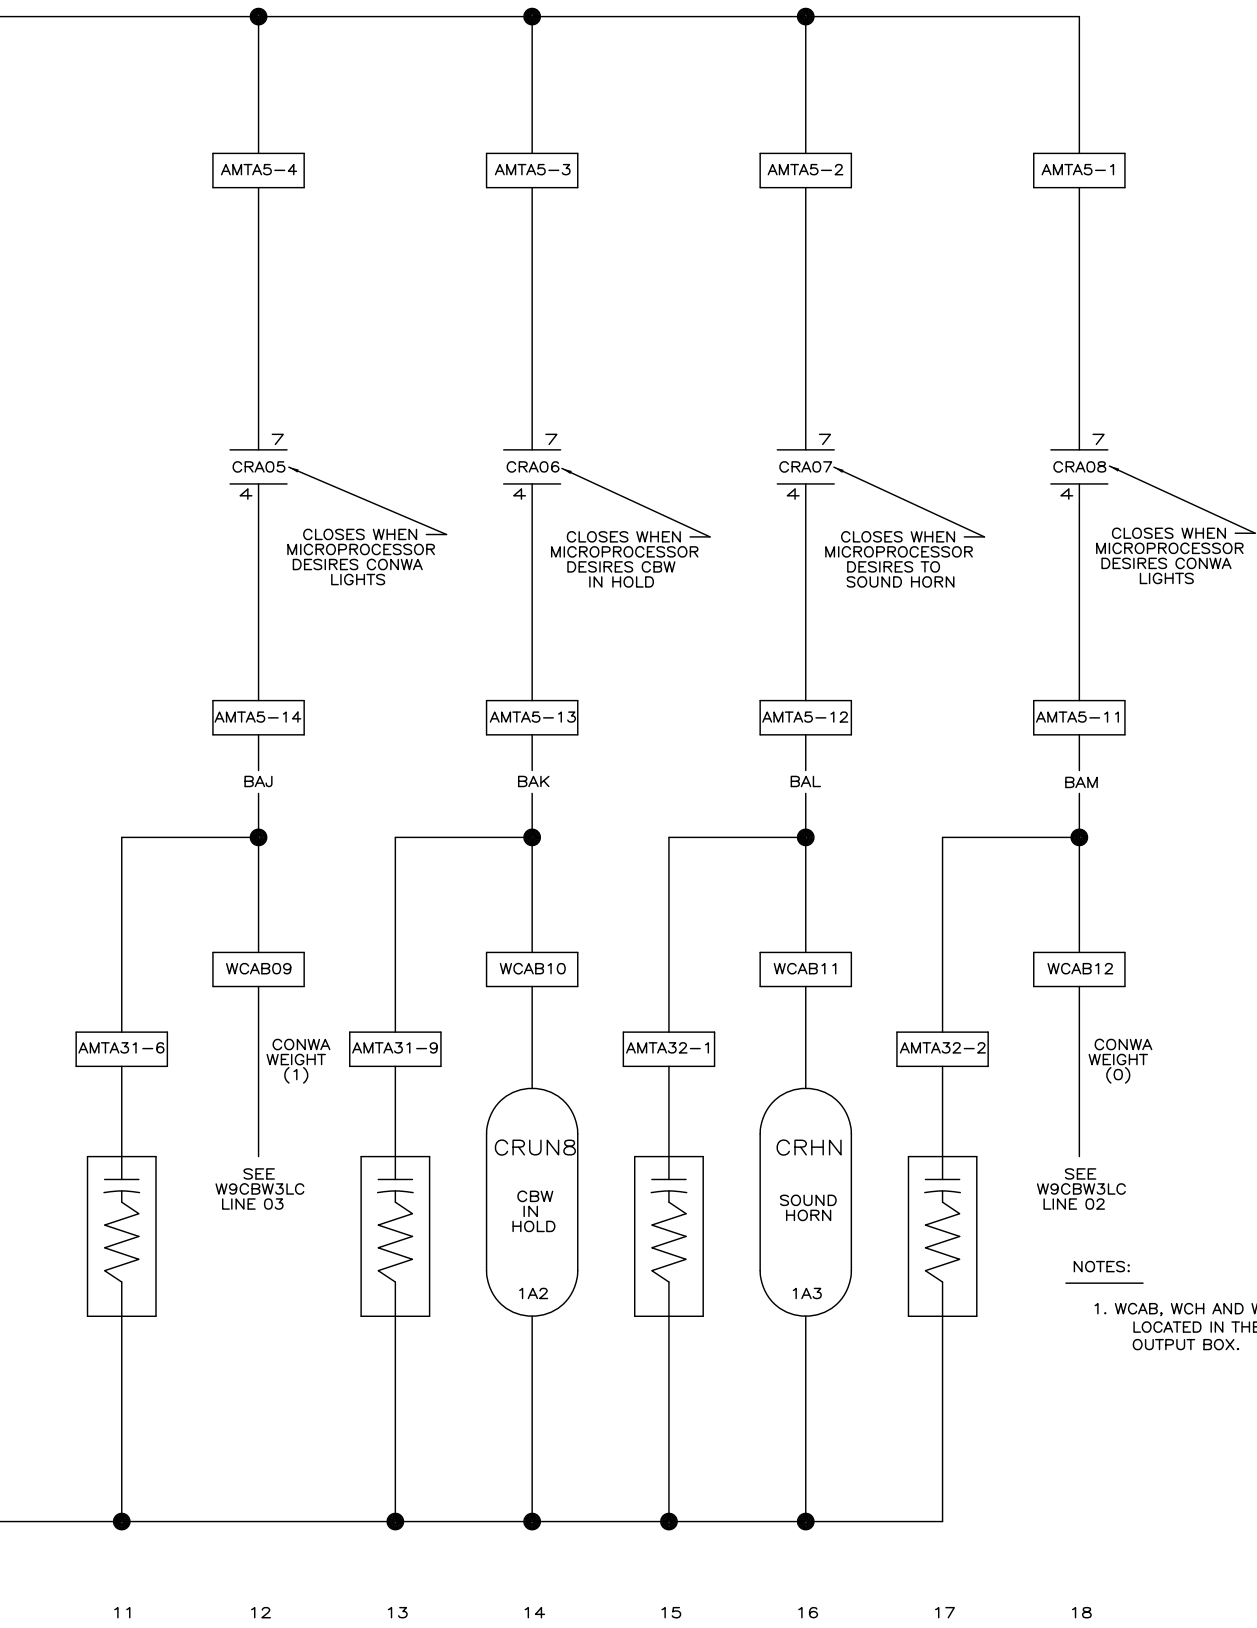 AMTA5-4
AMTA5-3
AMTA5-2
AMTA5-1
7
7
7
7
CRA05
CRA06
CRA07
CRA08
4
4
4
4
CLOSES WHEN
MICROPROCESSOR
DESIRES CONWA
LIGHTS
CLOSES WHEN
MICROPROCESSOR
DESIRES CBW
IN HOLD
CLOSES WHEN
MICROPROCESSOR
DESIRES TO
SOUND HORN
CLOSES WHEN
MICROPROCESSOR
DESIRES CONWA
LIGHTS
AMTA5-14
AMTA5-13
AMTA5-12
AMTA5-11
BAJ
BAK
BAL
BAM
WCAB09
WCAB10
WCAB11
WCAB12
AMTA31-6
CONWA
WEIGHT
(1)
AMTA31-9
AMTA32-1
AMTA32-2
CONWA
WEIGHT
(0)
SEE
W9CBW3LC
LINE 03
CRUN8
CBW
IN
HOLD
1A2
CRHN
SOUND
HORN
1A3
SEE
W9CBW3LC
LINE 02
NOTES:
1. WCAB, WCH AND
LOCATED IN THE
OUTPUT BOX.
11
12
13
14
15
16
17
18